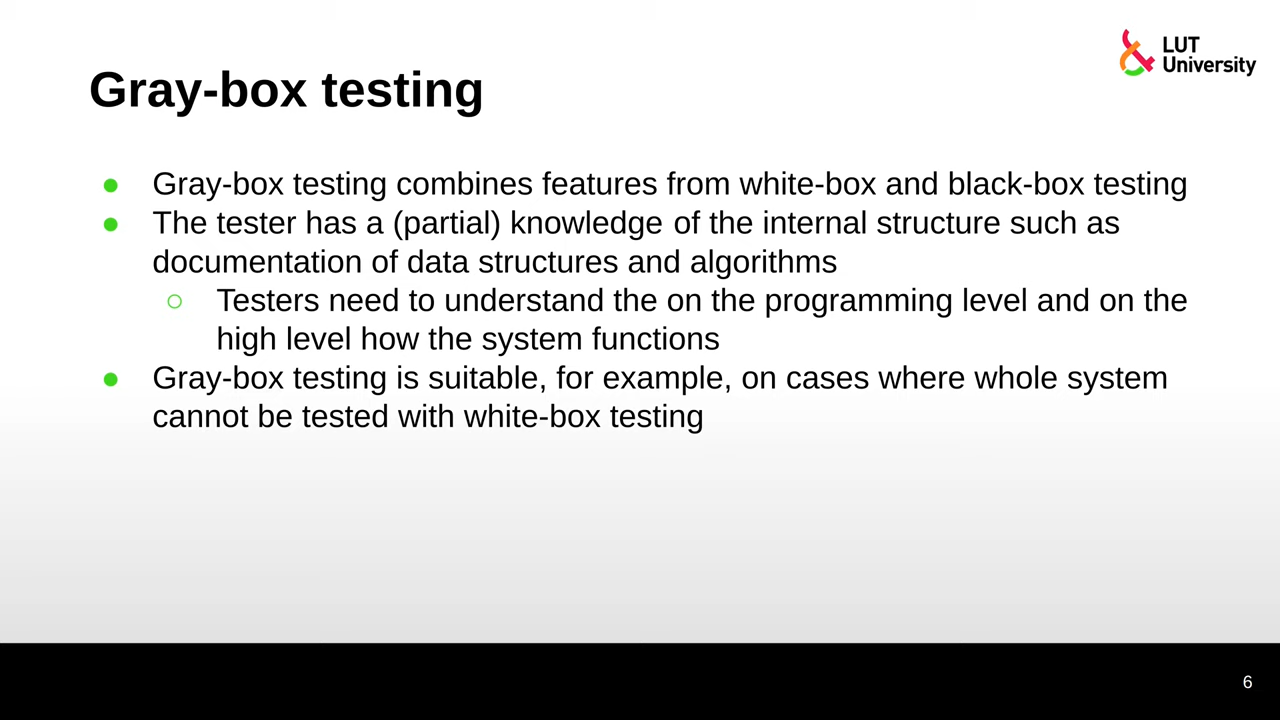 LUT
University
Gray-box testing
● Gray-box testing combines features from white-box and black-box testing
● The tester has a (partial) knowledge of the internal structure such as
documentation of data structures and algorithms
○ Testers need to understand the on the programming level and on the
high level how the system functions
● Gray-box testing is suitable, for example, on cases where whole system
cannot be tested with white-box testing
6